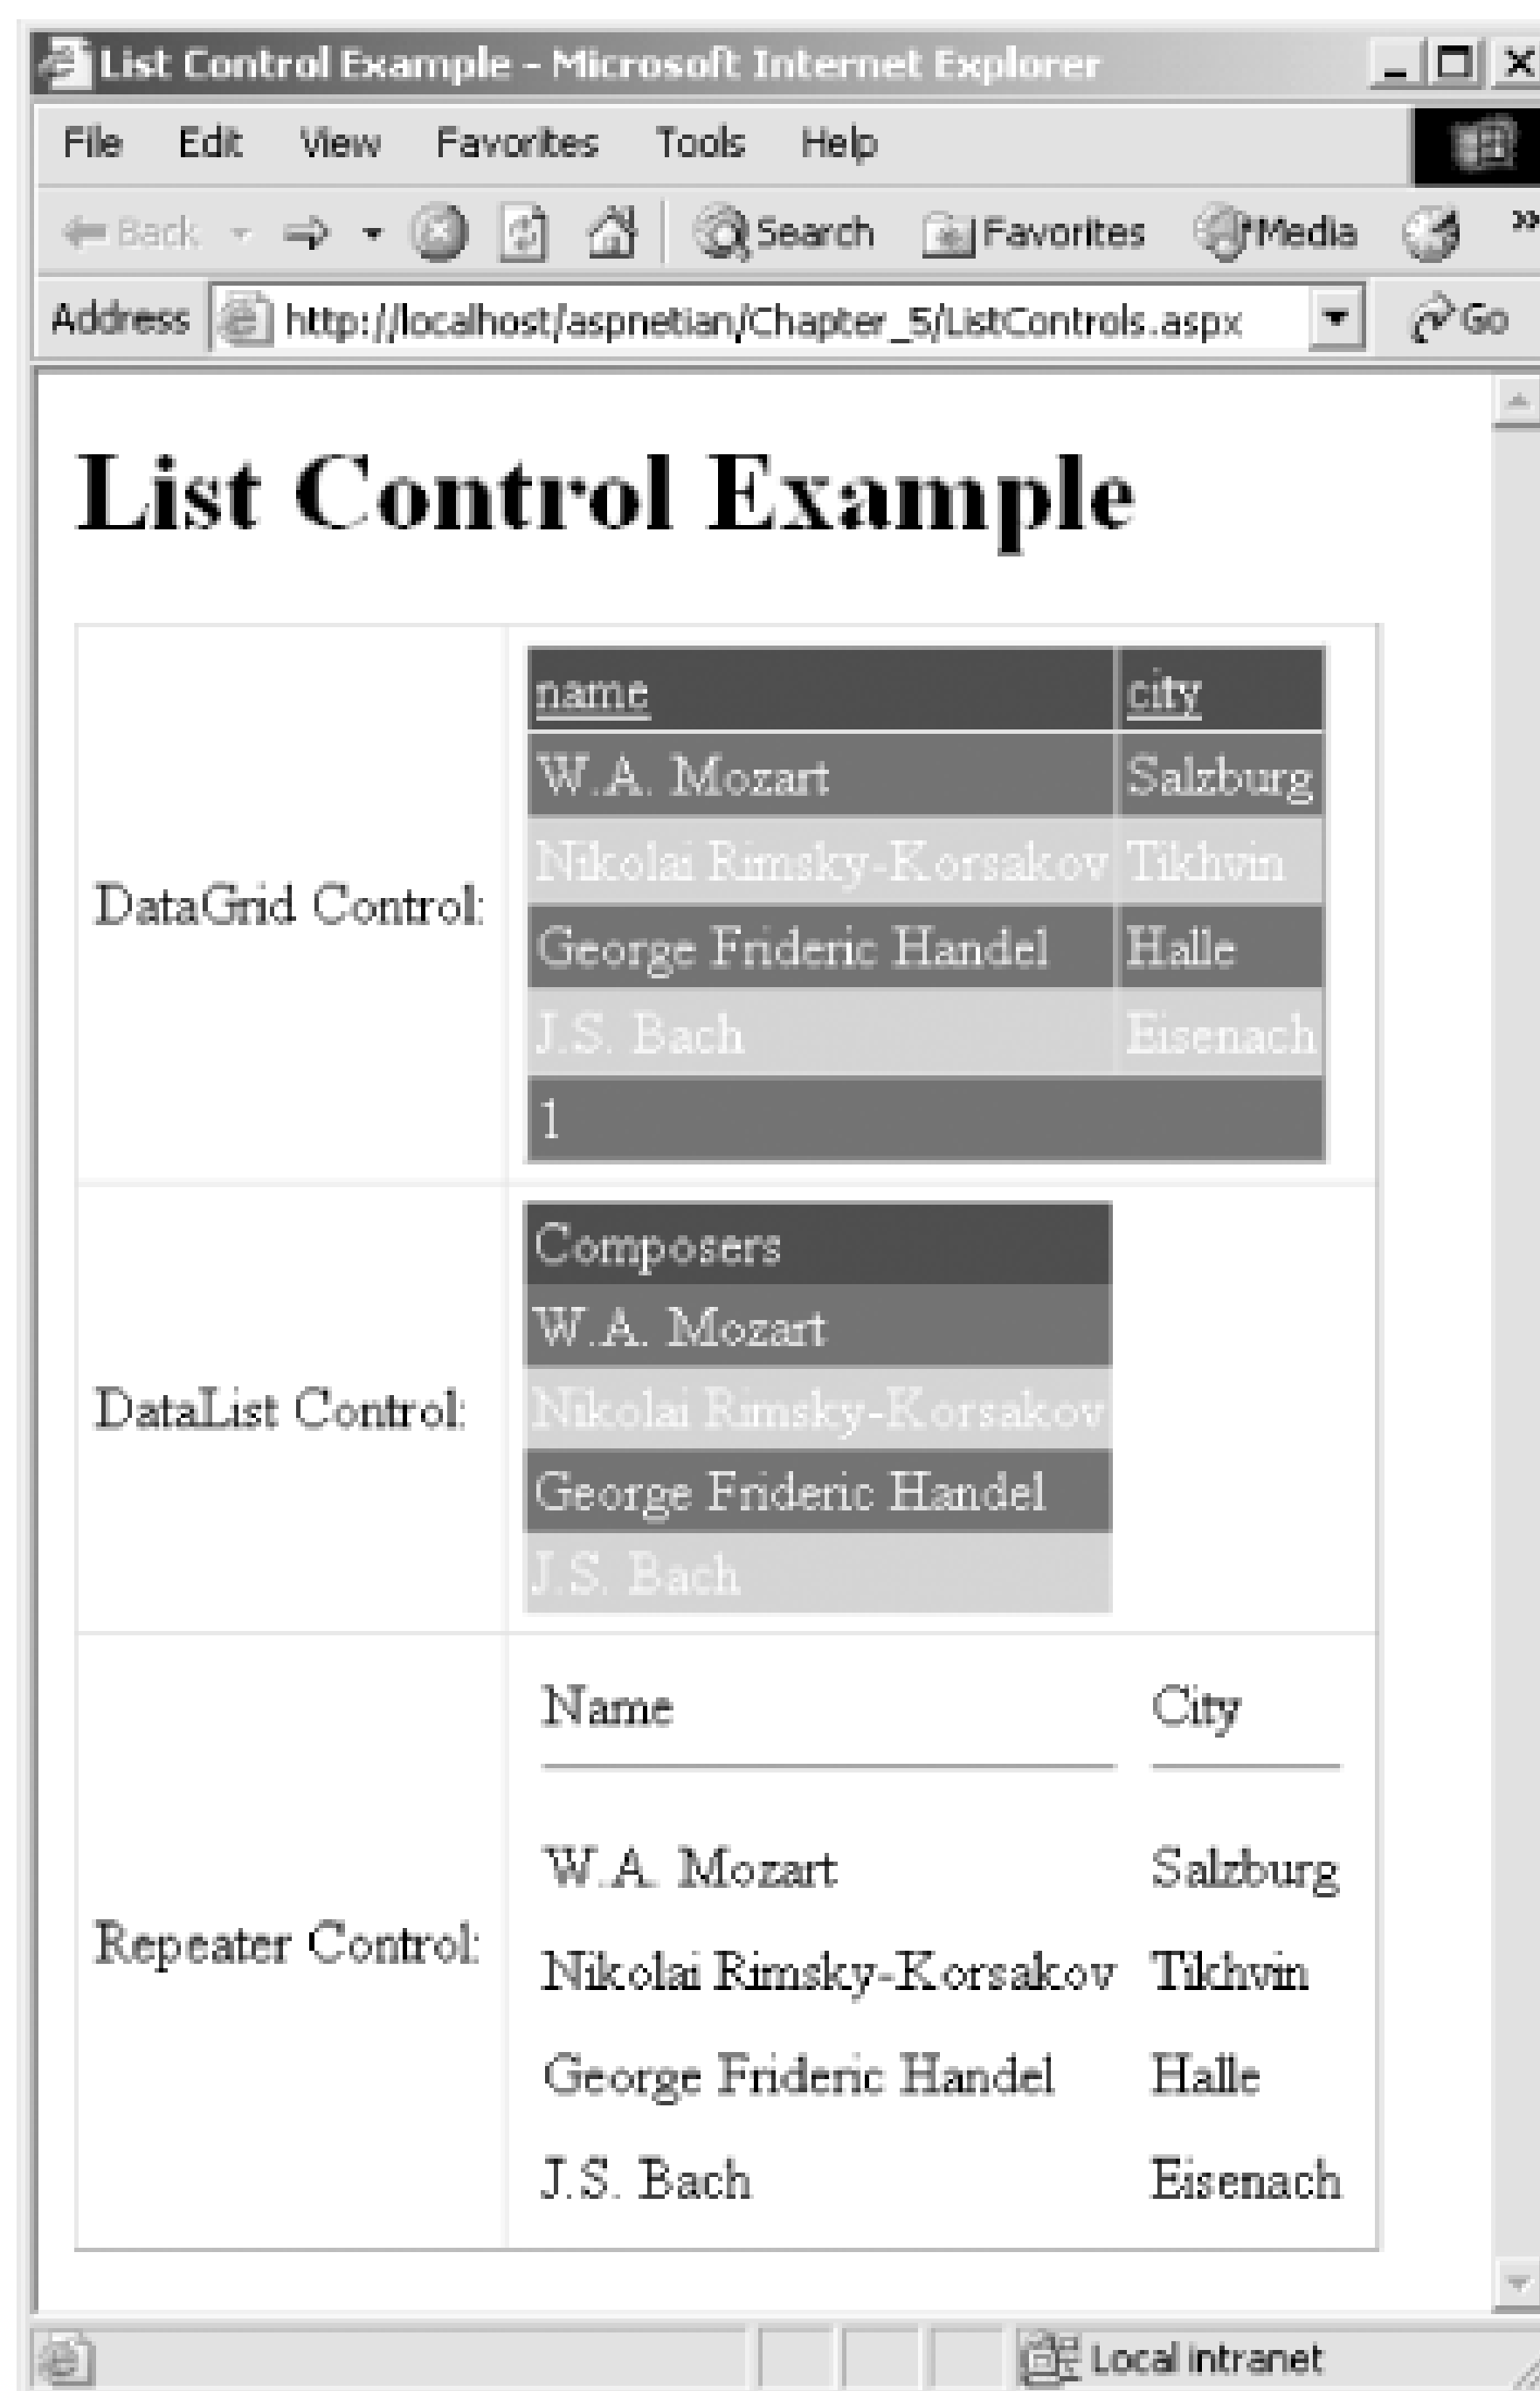 List Control Example - Microsoft Internet Explorer
File Edit View Favorites Tools Help
Back Search Favorites Media »
Address http://localhost/aspnetian/Chapter_5/ListControls.aspx Go
List Control Example
DataGrid Control:
name city
W.A. Mozart Salzburg
Nikolai Rimsky-Korsakov Tikhvin
George Frideric Handel Halle
J.S. Bach Eisenach
1
DataList Control:
Composers
W.A. Mozart
Nikolai Rimsky-Korsakov
George Frideric Handel
J.S. Bach
Repeater Control:
Name City
W.A. Mozart Salzburg
Nikolai Rimsky-Korsakov Tikhvin
George Frideric Handel Halle
J.S. Bach Eisenach
Local intranet